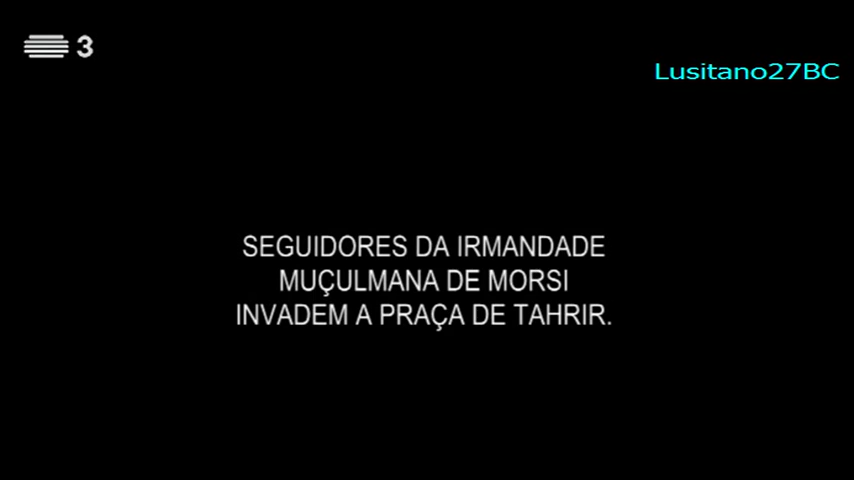 3
Lusitano27BC
SEGUIDORES DA IRMANDADE
MUÇULMANA DE MORSI
INVADEM A PRAÇA DE TAHRIR.